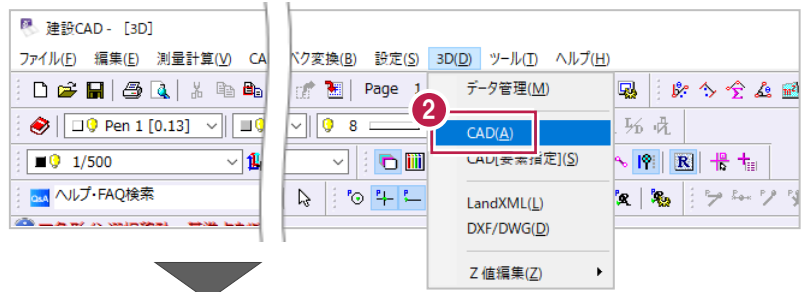 建設CAD - [3D]
ファイル(F) 編集(E) 測量計算(V) CA ベク変換(B) 設定(S) 3D(D) ツール(T) ヘルプ(H)
Page 1
データ管理(M)
2
Pen 1 [0.13] 8
CAD(A)
1/500
CAD[要素指定](S)
Q&A ヘルプ・FAQ検索
LandXML(L)
DXF/DWG(D)
Z 値編集(Z)